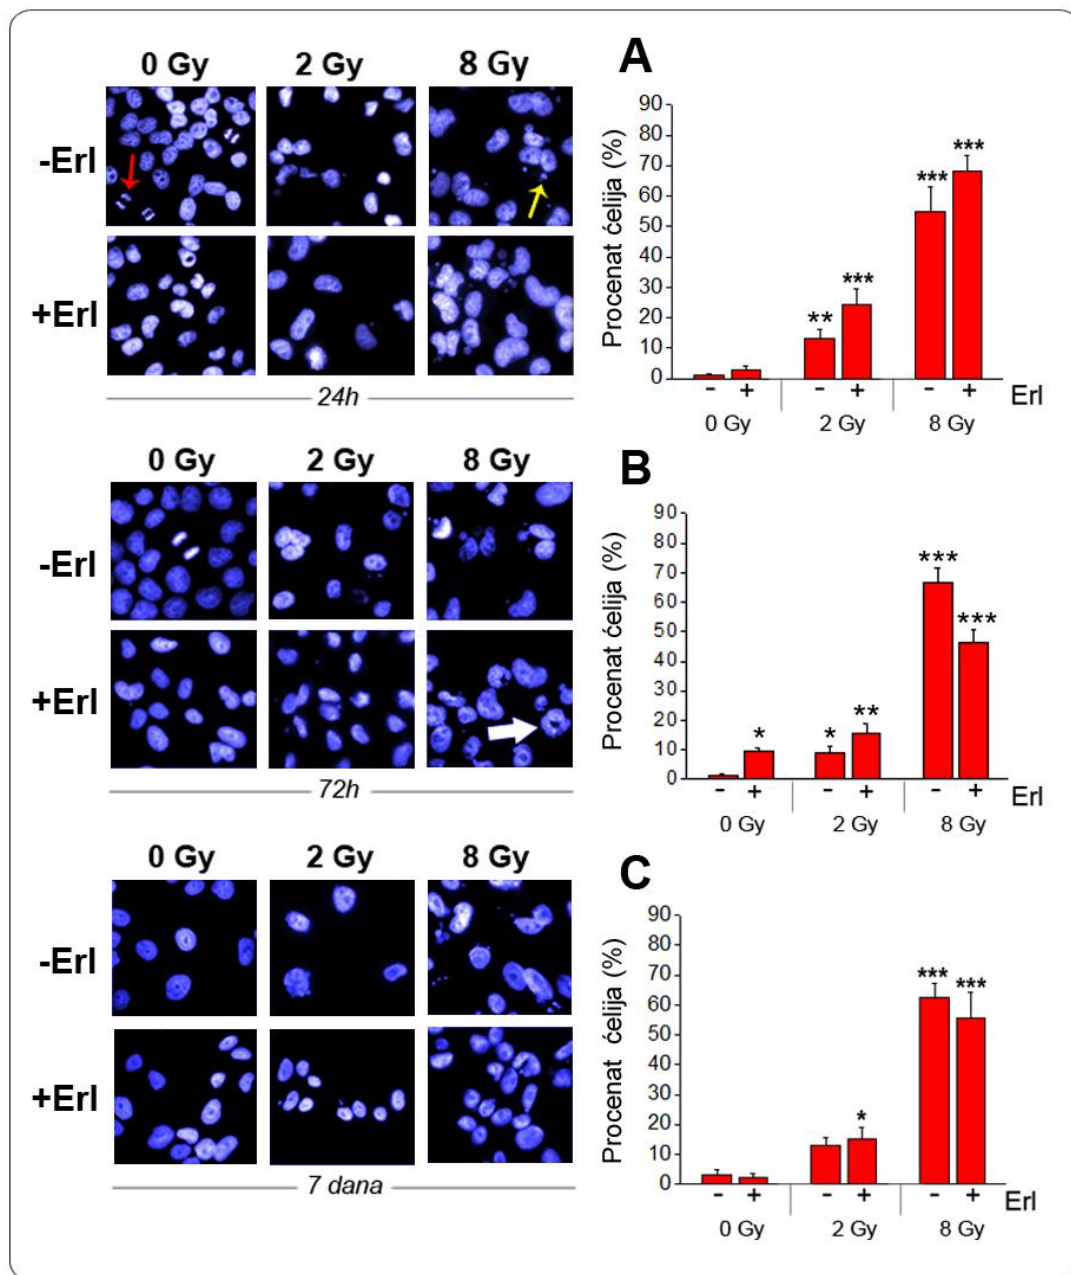 0 Gy 2 Gy 8 Gy
-Erl
+Erl
24h
A
Procenat ćelija (%)
90
80
70
60
50
40
30
20
10
0
** *** *** ***
- + - + - + Erl
0 Gy 2 Gy 8 Gy
0 Gy 2 Gy 8 Gy
-Erl
+Erl
72h
B
Procenat ćelija (%)
90
80
70
60
50
40
30
20
10
0
* * ** *** ***
- + - + - + Erl
0 Gy 2 Gy 8 Gy
0 Gy 2 Gy 8 Gy
-Erl
+Erl
7 dana
C
Procenat ćelija (%)
90
80
70
60
50
40
30
20
10
0
* *** ***
- + - + - + Erl
0 Gy 2 Gy 8 Gy